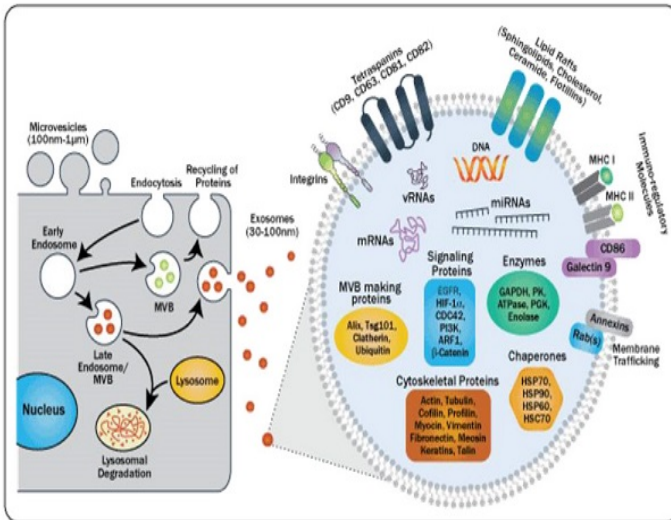 Microvesicles
(100nm-1μm)
Endocytosis
Recycling of
Proteins
Early
Endosome
MVB
Late
Endosome/
MVB
Lysosome
Nucleus
Lysosomal
Degradation
Exosomes
(30-100nm)
Tetraspanins
(CD9, CD63, CD81, CD82)
Lipid Rafts
(Sphingolipids, Cholesterol,
Ceramide, Flotillins)
Integrins
vRNAs
DNA
mRNAs
miRNAs
MHC I
MHC II
Immuno-regulatory
Molecules
CD86
Galectin 9
Annexins
Rab(s)
Membrane
Trafficking
MVB making
proteins
Alix, Tsg101,
Clatherin,
Ubiquitin
Signaling
Proteins
EGFR,
HIF-1α,
CDC42,
PI3K,
ARF1,
β-Catenin
Enzymes
GAPDH, PK,
ATPase, PGK,
Enolase
Chaperones
HSP70,
HSP90,
HSP60,
HSC70
Cytoskeletal Proteins
Actin, Tubulin,
Cofilin, Profilin,
Myocin, Vimentin
Fibronectin, Meosin
Keratins, Talin